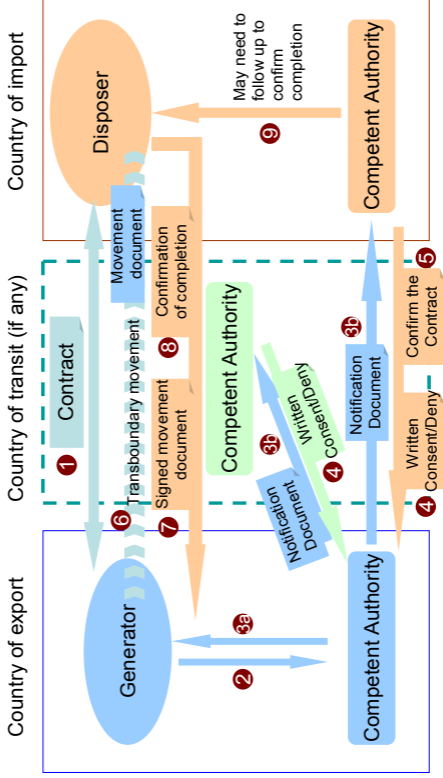 Country of export
Country of transit (if any)
Country of import
1
Contract
Generator
Disposer
6
Transboundary movement
Movement
document
7
Signed movement
document
8
Confirmation
of completion
9
May need to
follow up to
confirm
completion
2
3a
Competent Authority
3b
Notification
Document
4
Written
Consent/Deny
Competent Authority
3b
Notification
Document
Competent Authority
4
Written
Consent/Deny
Confirm the
Contract
5
Competent Authority